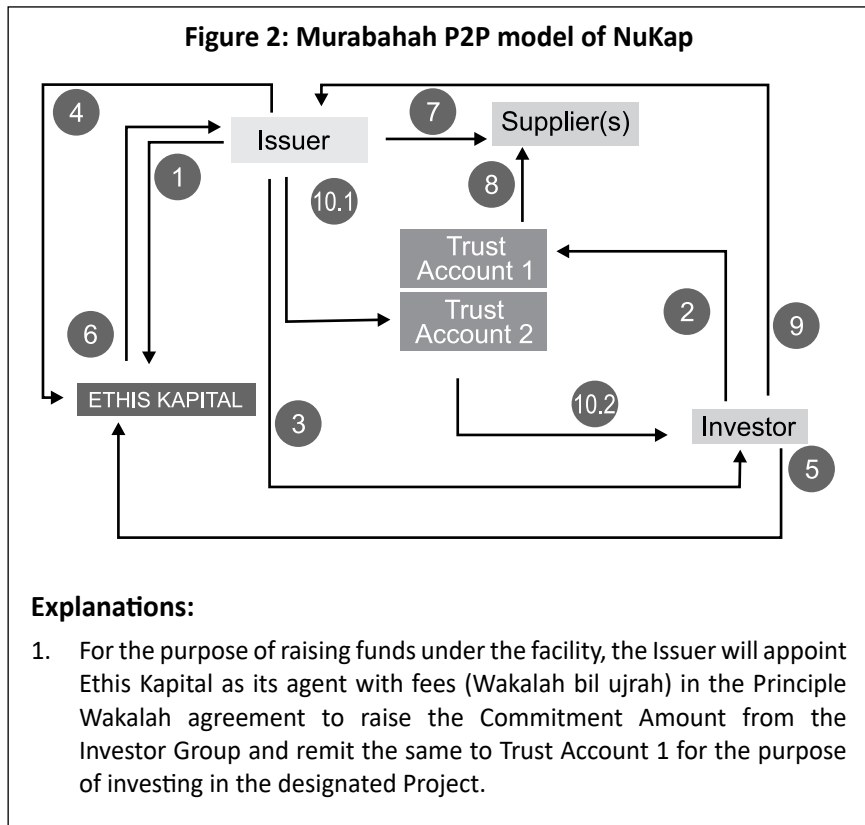 Figure 2: Murabahah P2P model of NuKap
4
7
Supplier(s)
Issuer
1
8
10.1
Trust
Account 1
Trust
Account 2
2
6
9
ETHIS KAPITAL
10.2
3
Investor
5
Explanations:
1. For the purpose of raising funds under the facility, the Issuer will appoint
Ethis Kapital as its agent with fees (Wakalah bil ujrah) in the Principle
Wakalah agreement to raise the Commitment Amount from the
Investor Group and remit the same to Trust Account 1 for the purpose
of investing in the designated Project.